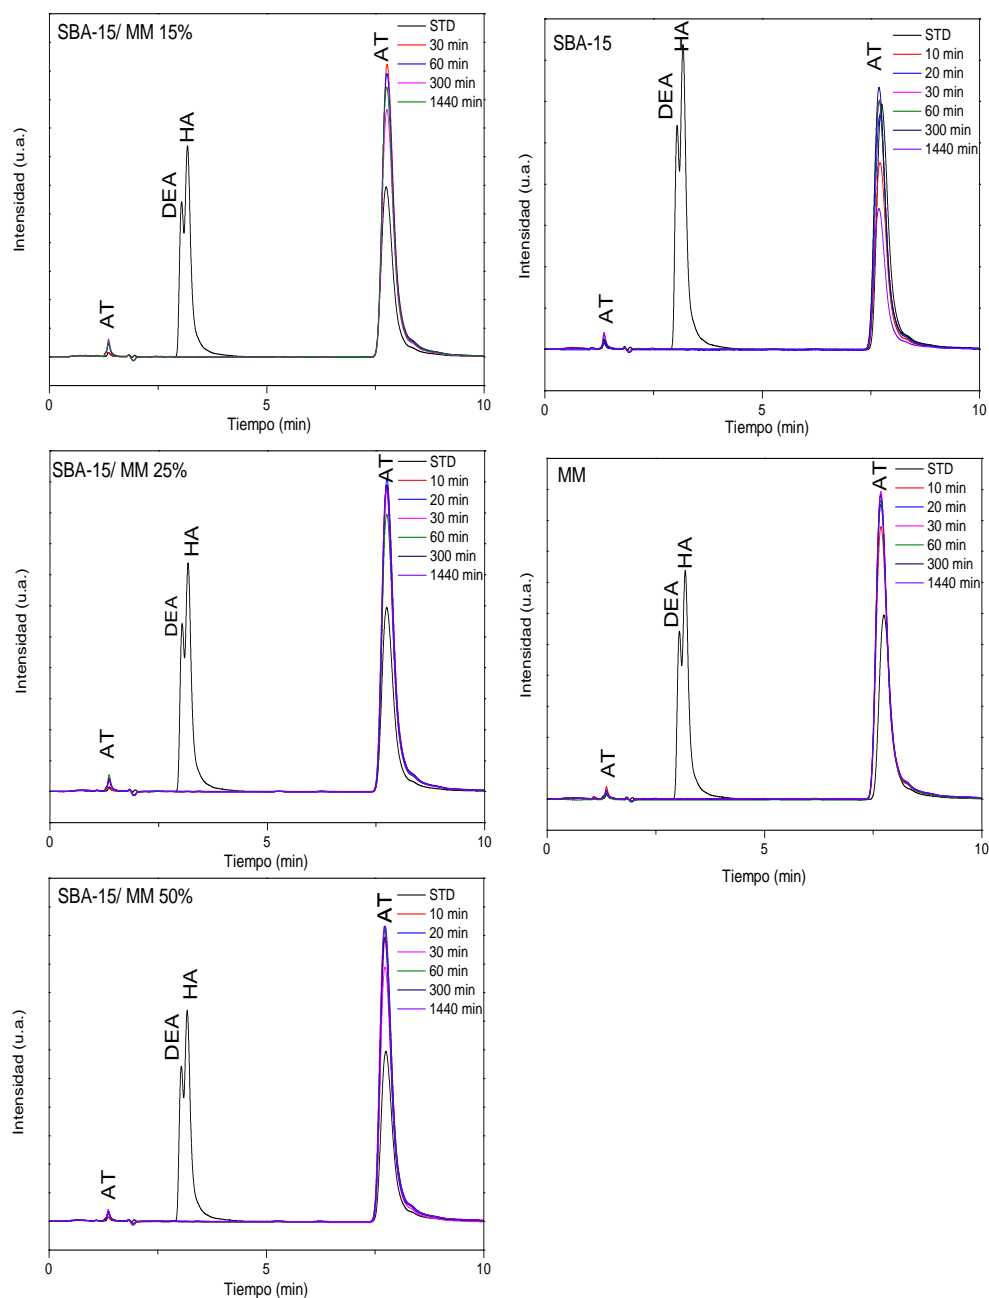 SBA-15/ MM 15%
STD
30 min
60 min
300 min
1440 min
AT
HA
DEA
AT
Intensidad (u.a.)
0
5
10
Tiempo (min)
SBA-15
STD
10 min
20 min
30 min
60 min
300 min
1440 min
HA
AT
DEA
AT
Intensidad (u.a.)
0
5
10
Tiempo (min)
SBA-15/ MM 25%
STD
10 min
20 min
30 min
60 min
300 min
1440 min
AT
HA
DEA
AT
Intensidad (u.a.)
0
5
10
Tiempo (min)
MM
STD
10 min
20 min
30 min
60 min
300 min
1440 min
AT
HA
DEA
AT
Intensidad (u.a.)
0
5
10
Tiempo (min)
SBA-15/ MM 50%
STD
10 min
20 min
30 min
60 min
300 min
1440 min
AT
HA
DEA
AT
Intensidad (u.a.)
0
5
10
Tiempo (min)